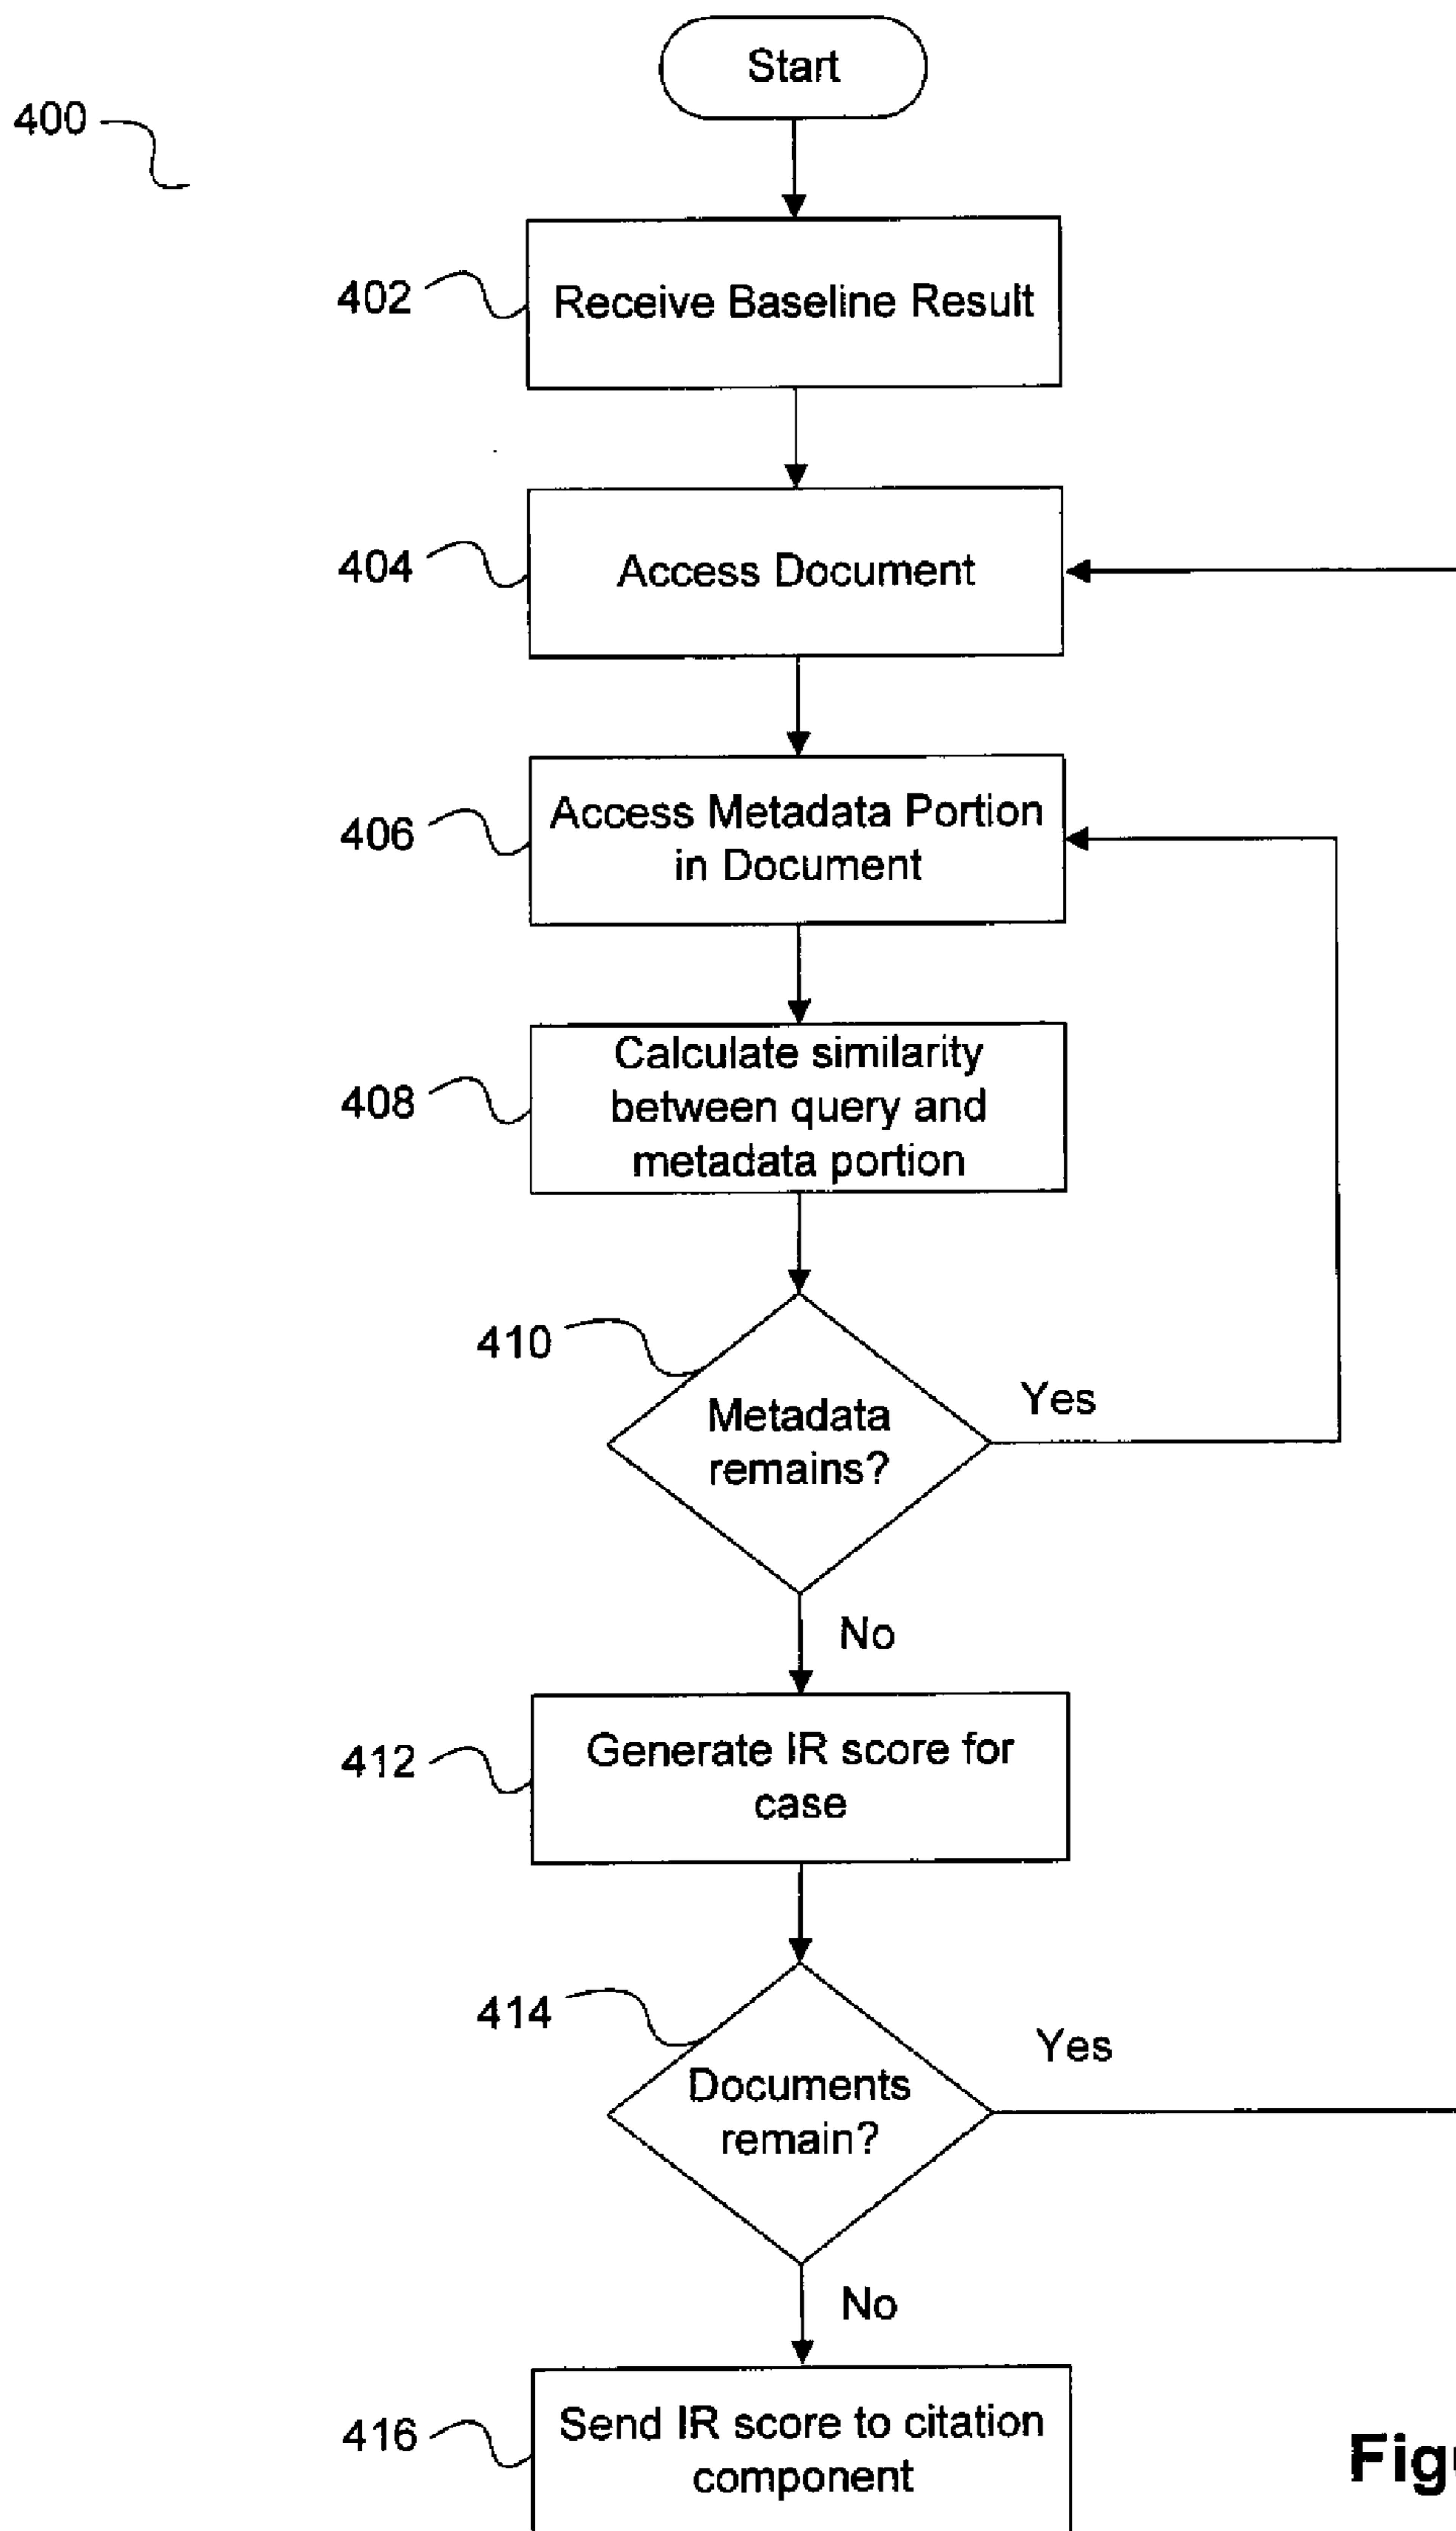 Start
400
402
Receive Baseline Result
404
Access Document
406
Access Metadata Portion
in Document
408
Calculate similarity
between query and
metadata portion
410
Metadata
remains?
Yes
No
412
Generate IR score for
case
414
Documents
remain?
Yes
No
416
Send IR score to citation
component